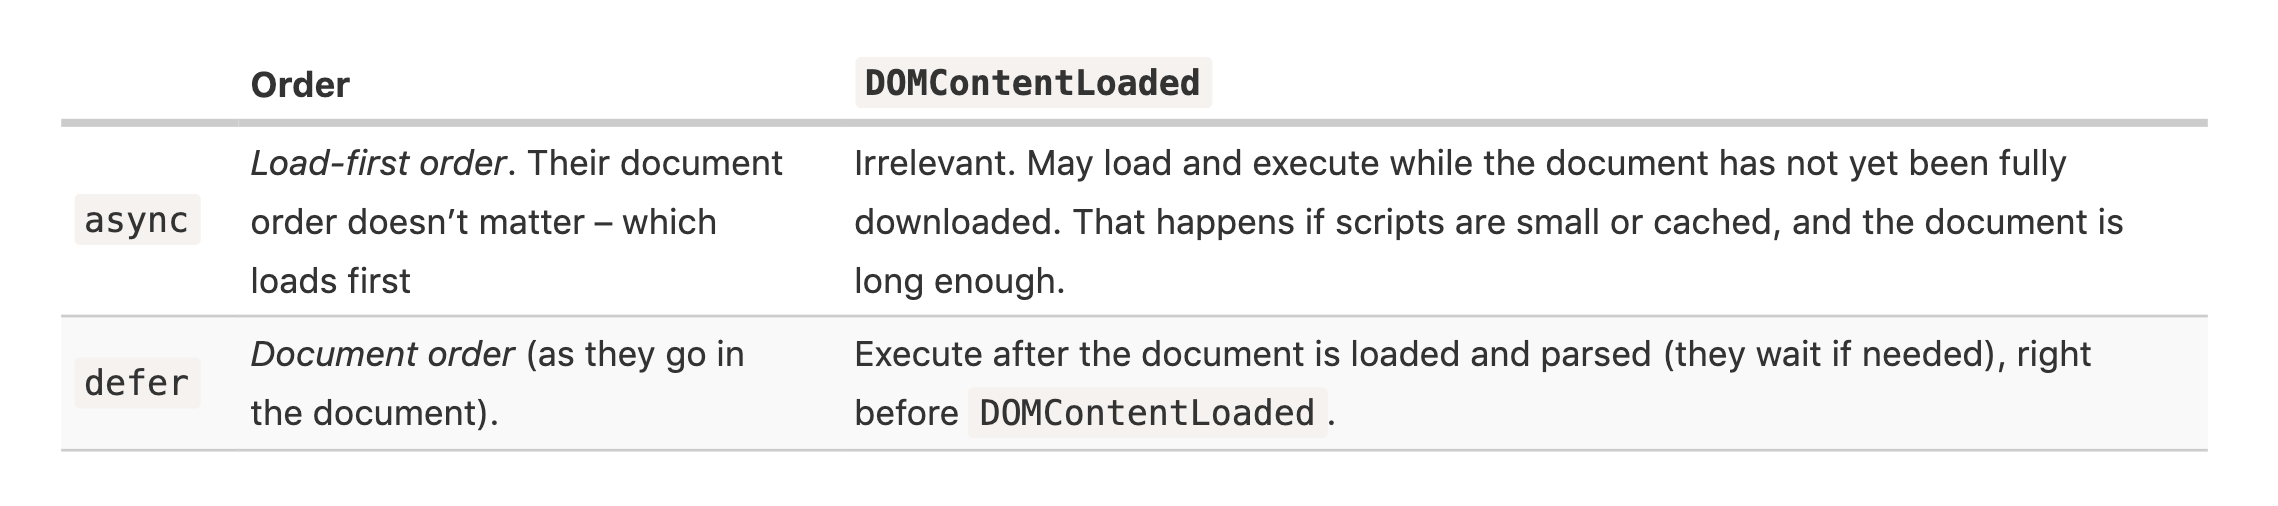 Order DOMContentLoaded
async
Load-first order. Their document
order doesn’t matter – which
loads first
Irrelevant. May load and execute while the document has not yet been fully
downloaded. That happens if scripts are small or cached, and the document is
long enough.
defer
Document order (as they go in
the document).
Execute after the document is loaded and parsed (they wait if needed), right
before DOMContentLoaded.